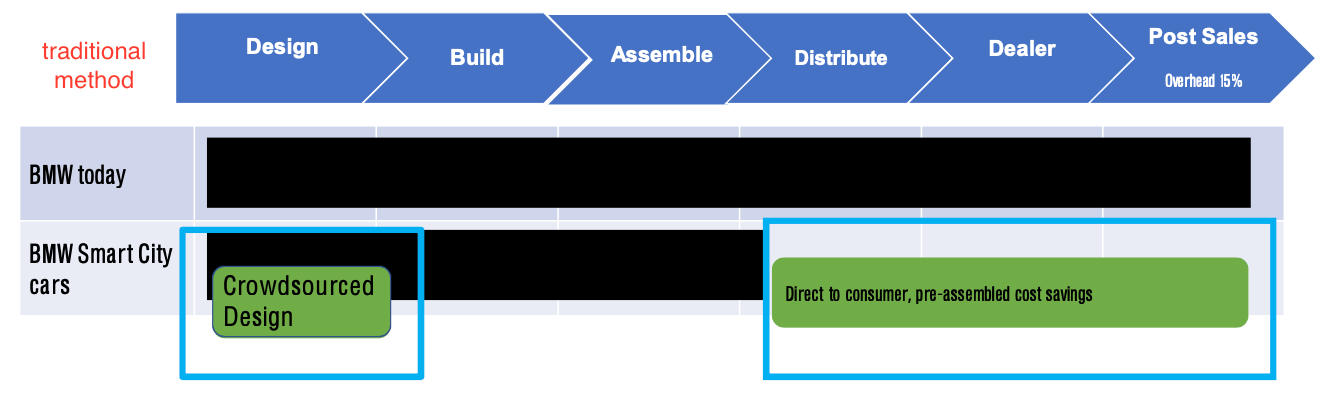 traditional
method
Design
Build
Assemble
Distribute
Dealer
Post Sales
Overhead 15%
BMW today
BMW Smart City
cars
Crowdsourced
Design
Direct to consumer, pre-assembled cost savings